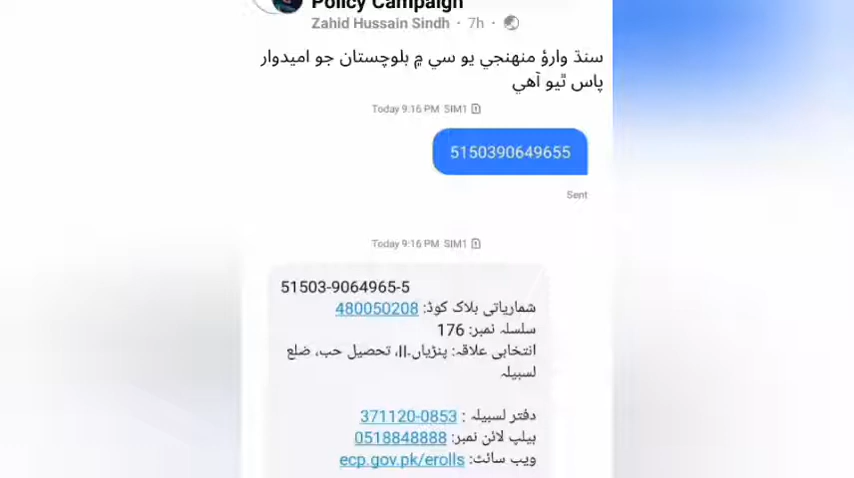 Policy Campaign
Zahid Hussain Sindh · 7h ·
سنڌ وارؤ منهنجي يو سي ۾ بلوچستان جو اميدوار
پاس ٿيو آهي
Today 9:16 PM SIM1
5150390649655
Sent
Today 9:16 PM SIM1
51503-9064965-5
شماریاتی بلاک کوڈ: 480050208
سلسلہ نمبر: 176
انتخابی علاقہ: پنڑیاں.II، تحصیل حب، ضلع
لسبیلہ
دفتر لسبیلہ : 0853-371120
ہیلپ لائن نمبر: 0518848888
ویب سائٹ: ecp.gov.pk/erolls